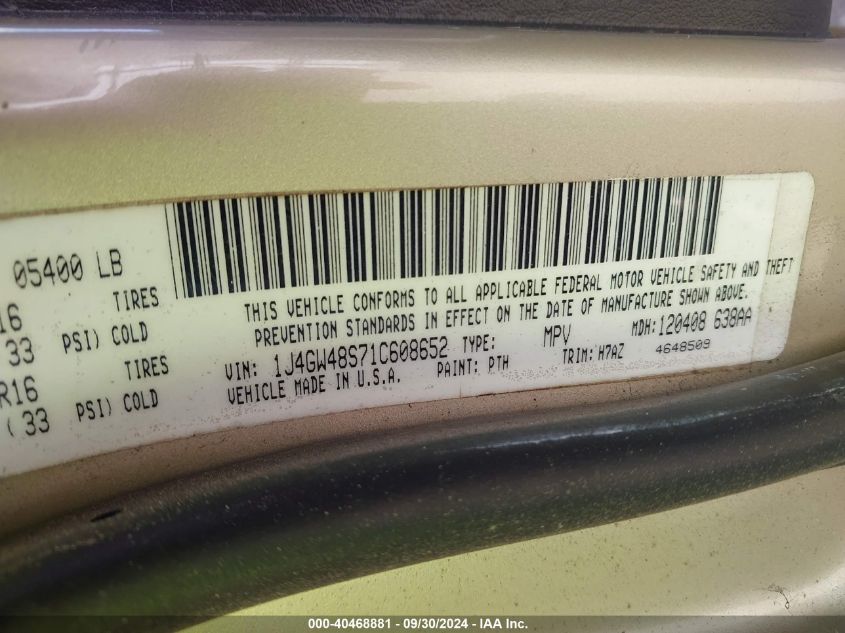 05400 LB
16 TIRES
33 PSI) COLD
R16 TIRES
( 33 PSI) COLD
THIS VEHICLE CONFORMS TO ALL APPLICABLE FEDERAL MOTOR VEHICLE SAFETY AND THEFT
PREVENTION STANDARDS IN EFFECT ON THE DATE OF MANUFACTURE SHOWN ABOVE.
VIN: 1J4GW48S71C608652 TYPE: MPV MDH: 120408 638AA
VEHICLE MADE IN U.S.A. PAINT: PTH TRIM: H7AZ 4648509
000-40468881 - 09/30/2024 - IAA Inc.